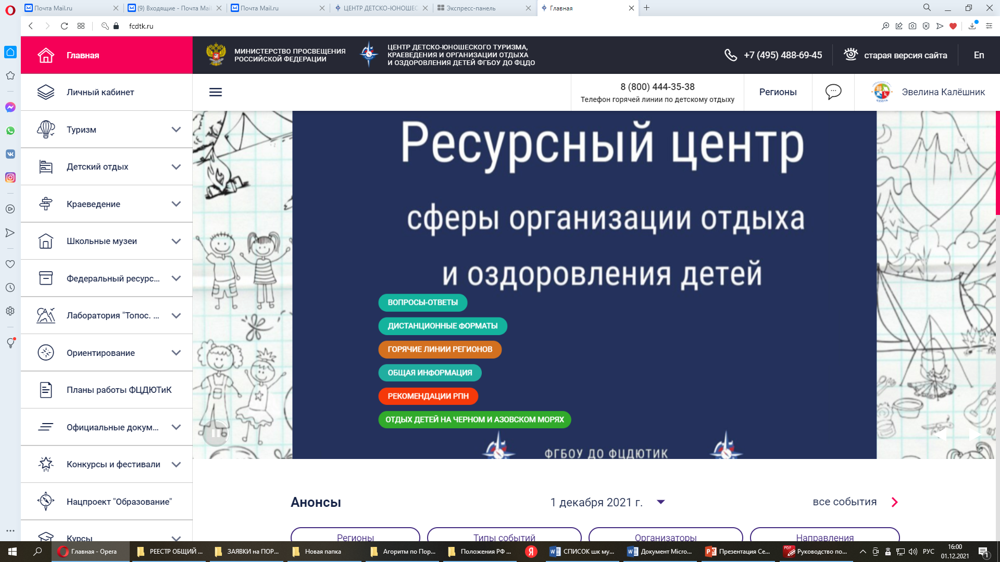 Почта Mail.ru
(9) Входящие - Почта Mai
Почта Mail.ru
ЦЕНТР ДЕТСКО-ЮНОШЕС
Экспресс-панель
Главная
fcdtk.ru
Главная
МИНИСТЕРСТВО ПРОСВЕЩЕНИЯ
РОССИЙСКОЙ ФЕДЕРАЦИИ
ЦЕНТР ДЕТСКО-ЮНОШЕСКОГО ТУРИЗМА,
КРАЕВЕДЕНИЯ И ОРГАНИЗАЦИИ ОТДЫХА
И ОЗДОРОВЛЕНИЯ ДЕТЕЙ ФГБОУ ДО ФЦДО
+7 (495) 488-69-45
старая версия сайта
En
Личный кабинет
8 (800) 444-35-38
Телефон горячей линии по детскому отдыху
Регионы
Эвелина Калёшник
Туризм
Детский отдых
Краеведение
Школьные музеи
Федеральный ресурс...
Лаборатория "Топос. ...
Ориентирование
Планы работы ФЦДЮТиК
Официальные докум...
Конкурсы и фестивали
Нацпроект "Образование"
Курсы
Ресурсный центр
сферы организации отдыха
и оздоровления детей
ВОПРОСЫ-ОТВЕТЫ
ДИСТАНЦИОННЫЕ ФОРМАТЫ
ГОРЯЧИЕ ЛИНИИ РЕГИОНОВ
ОБЩАЯ ИНФОРМАЦИЯ
РЕКОМЕНДАЦИИ РПН
ОТДЫХ ДЕТЕЙ НА ЧЕРНОМ И АЗОВСКОМ МОРЯХ
ФГБОУ ДО ФЦДЮТИК
Анонсы
1 декабря 2021 г.
все события
Регионы
Типы событий
Организаторы
Направления
Главная - Opera
РЕЕСТР ОБЩИЙ ...
ЗАЯВКИ на ПОР...
Новая папка
Агоритм по Пор...
Положения РФ ...
Я
СПИСОК шк му...
Документ Micro...
Презентация Се...
PDF
Руководство по...
РУС
16:00
01.12.2021
1